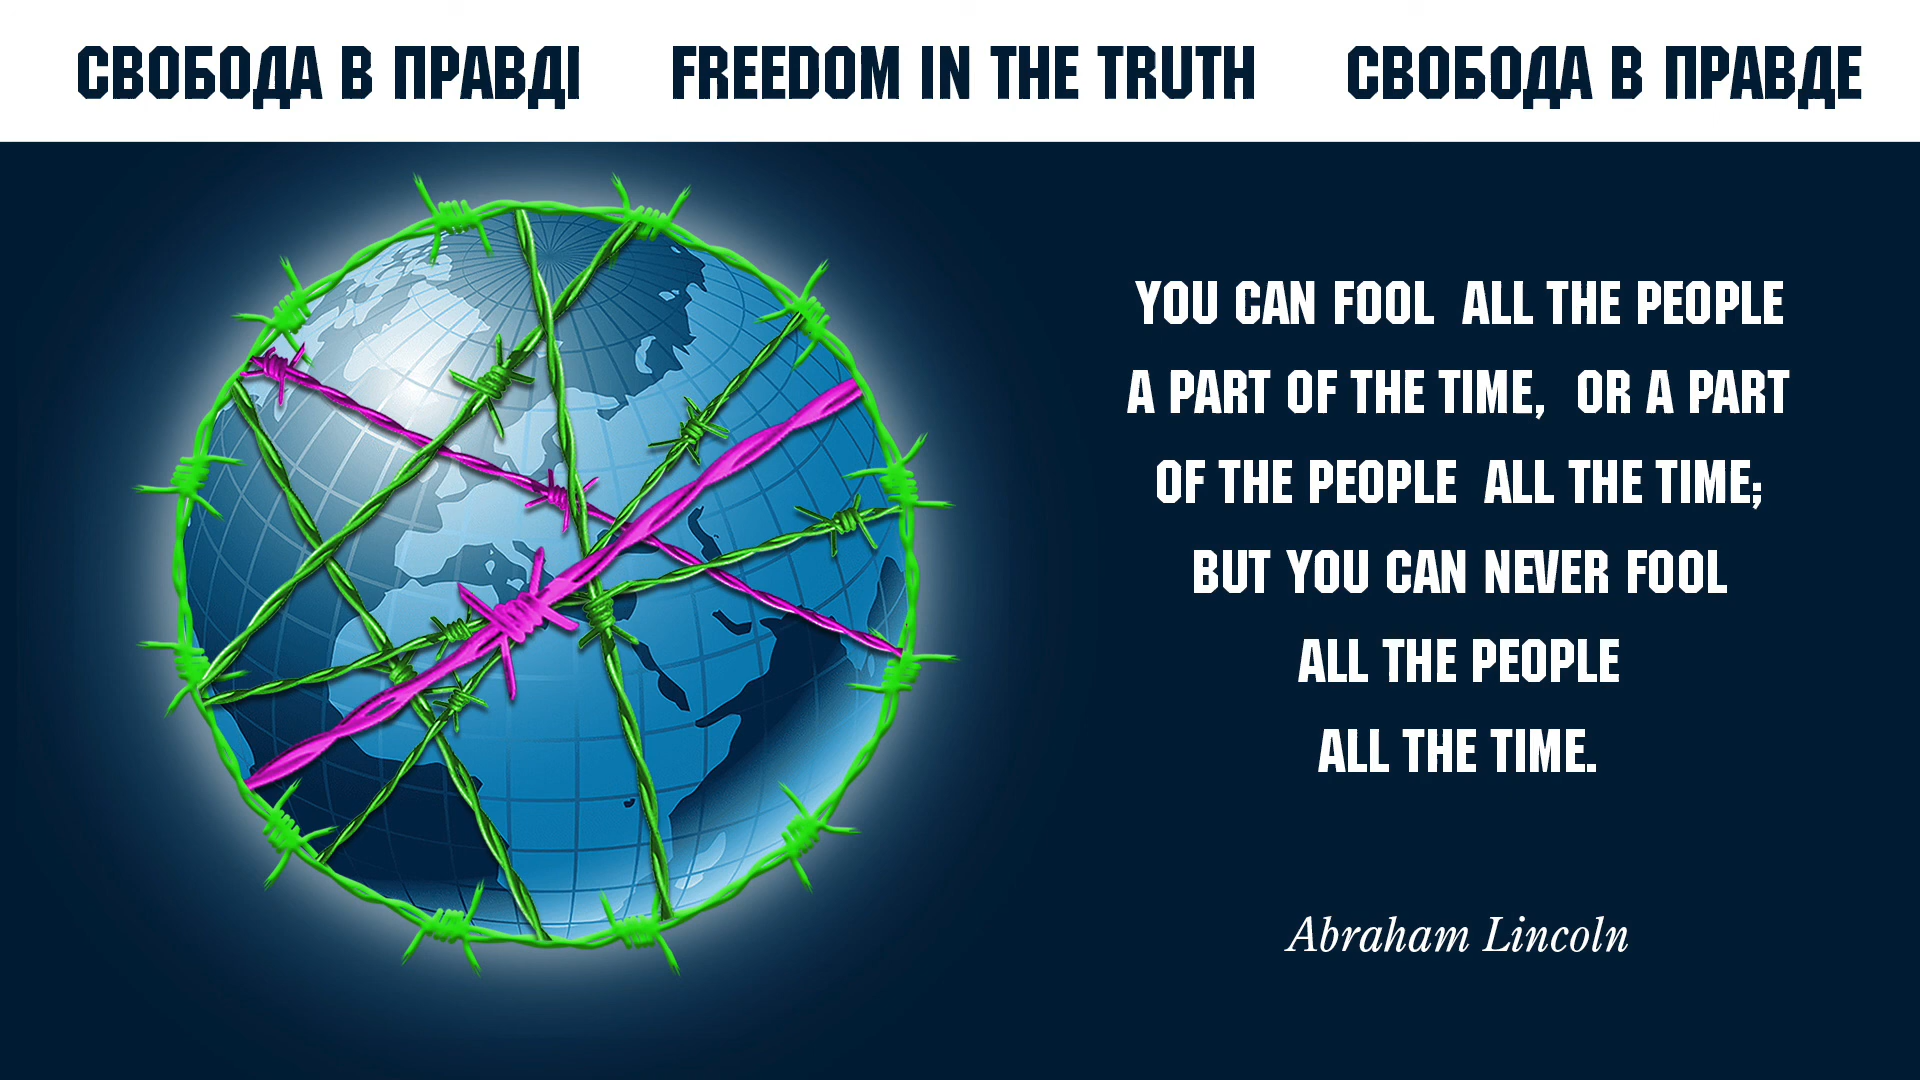 СВОБОДА В ПРАВДІ FREEDOM IN THE TRUTH СВОБОДА В ПРАВДЕ
YOU CAN FOOL ALL THE PEOPLE
A PART OF THE TIME, OR A PART
OF THE PEOPLE ALL THE TIME;
BUT YOU CAN NEVER FOOL
ALL THE PEOPLE
ALL THE TIME.
Abraham Lincoln